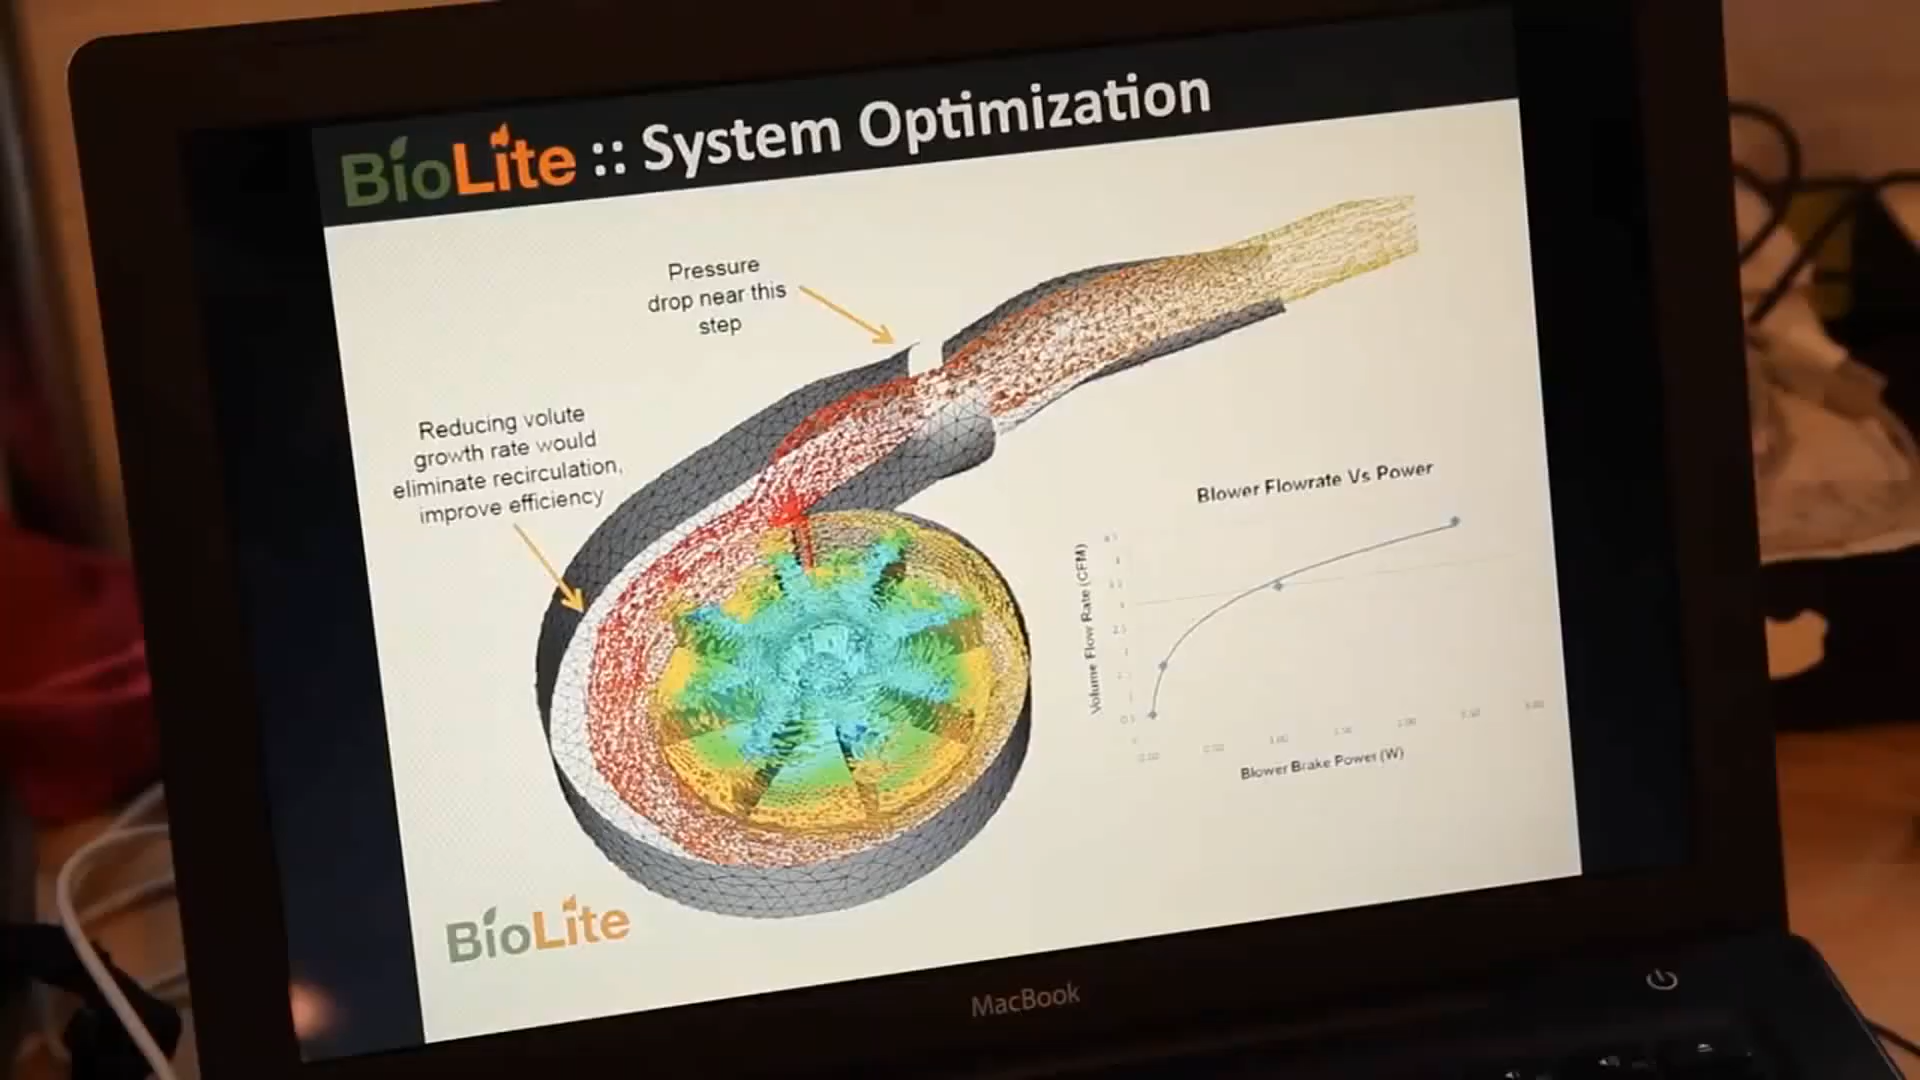 BioLite :: System Optimization
Pressure
drop near this
step
Reducing volute
growth rate would
eliminate recirculation,
improve efficiency
Blower Flowrate Vs Power
Volume Flow Rate (CFM)
Blower Brake Power (W)
BioLite
MacBook